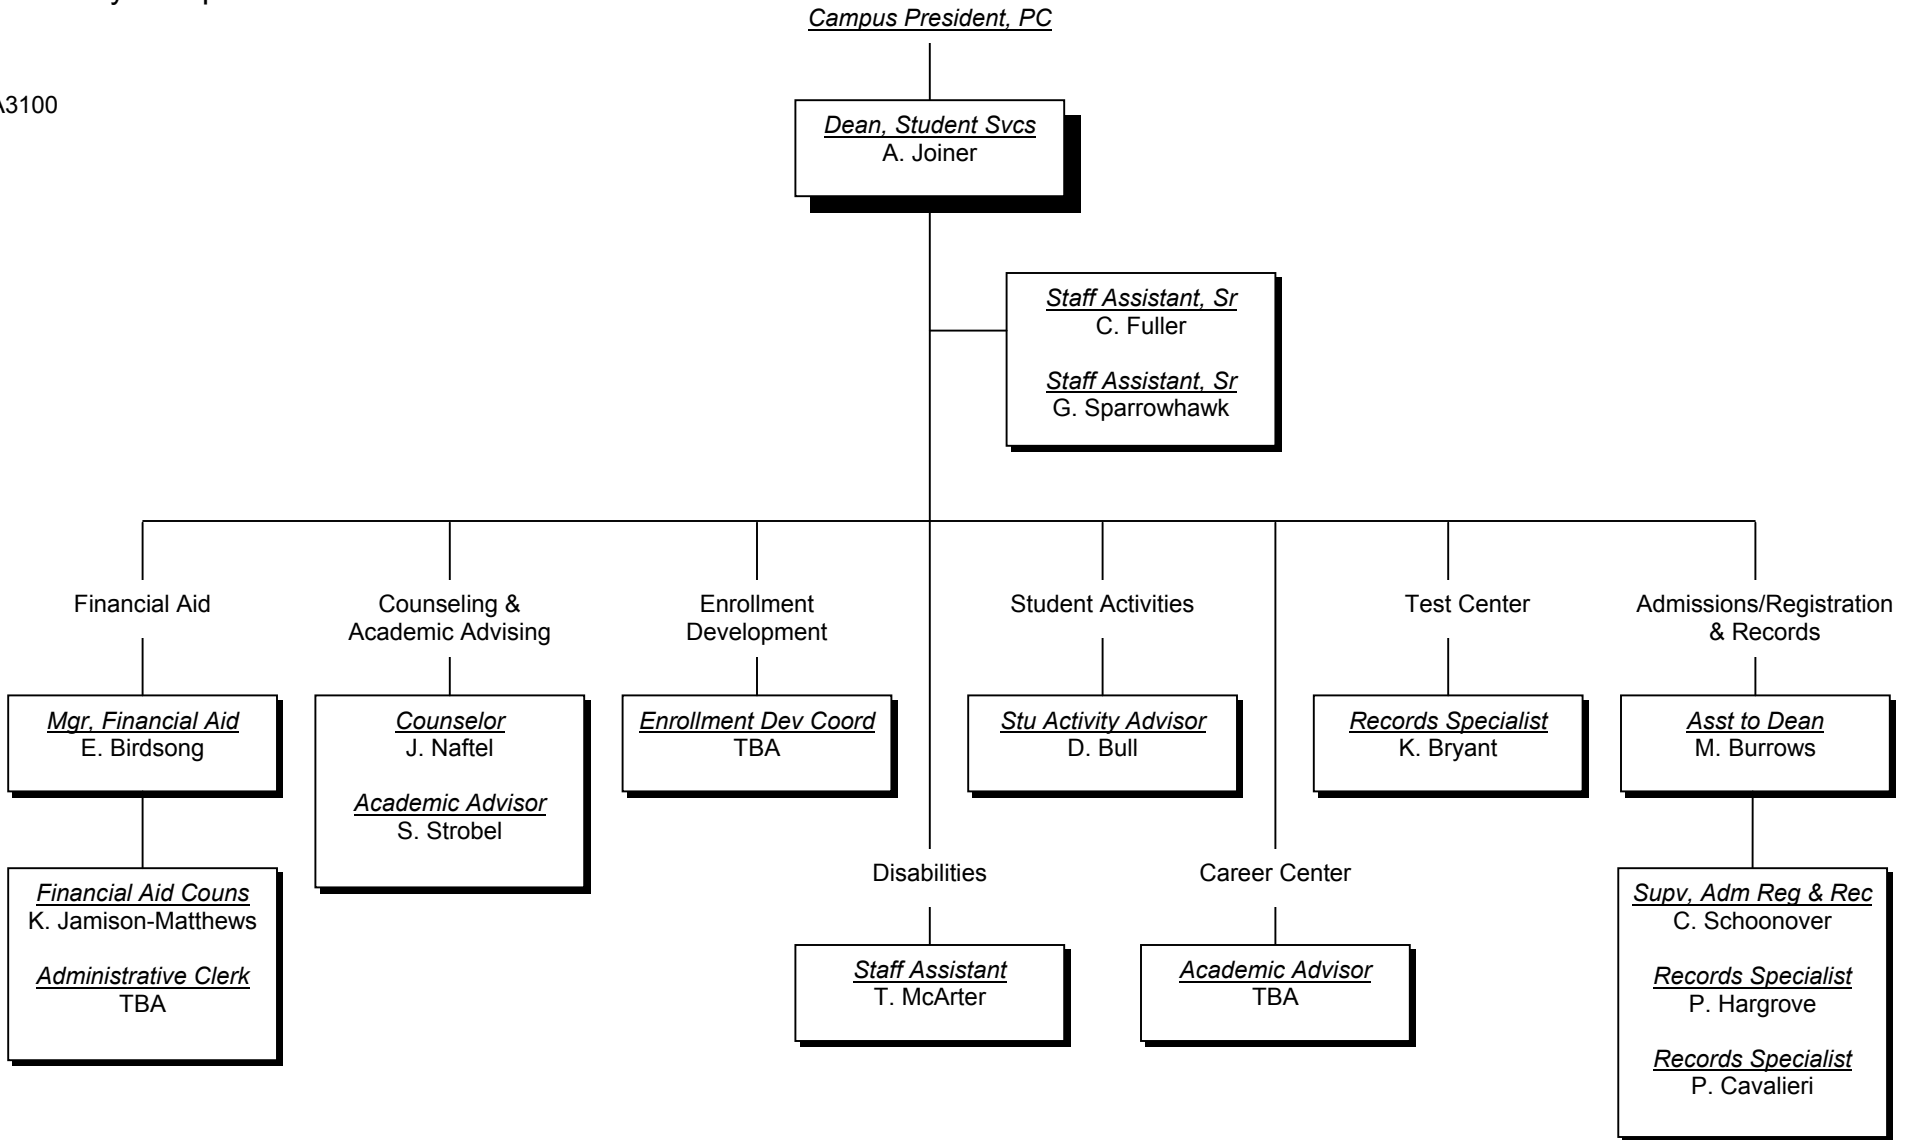 Campus President, PC
A3100
Dean, Student Svcs
A. Joiner
Staff Assistant, Sr
C. Fuller
Staff Assistant, Sr
G. Sparrowhawk
Financial Aid
Mgr, Financial Aid
E. Birdsong
Financial Aid Couns
K. Jamison-Matthews
Administrative Clerk
TBA
Counseling &
Academic Advising
Counselor
J. Naftel
Academic Advisor
S. Strobel
Enrollment
Development
Enrollment Dev Coord
TBA
Disabilities
Staff Assistant
T. McArter
Student Activities
Stu Activity Advisor
D. Bull
Career Center
Academic Advisor
TBA
Test Center
Records Specialist
K. Bryant
Admissions/Registration
& Records
Asst to Dean
M. Burrows
Supv, Adm Reg & Rec
C. Schoonover
Records Specialist
P. Hargrove
Records Specialist
P. Cavalieri